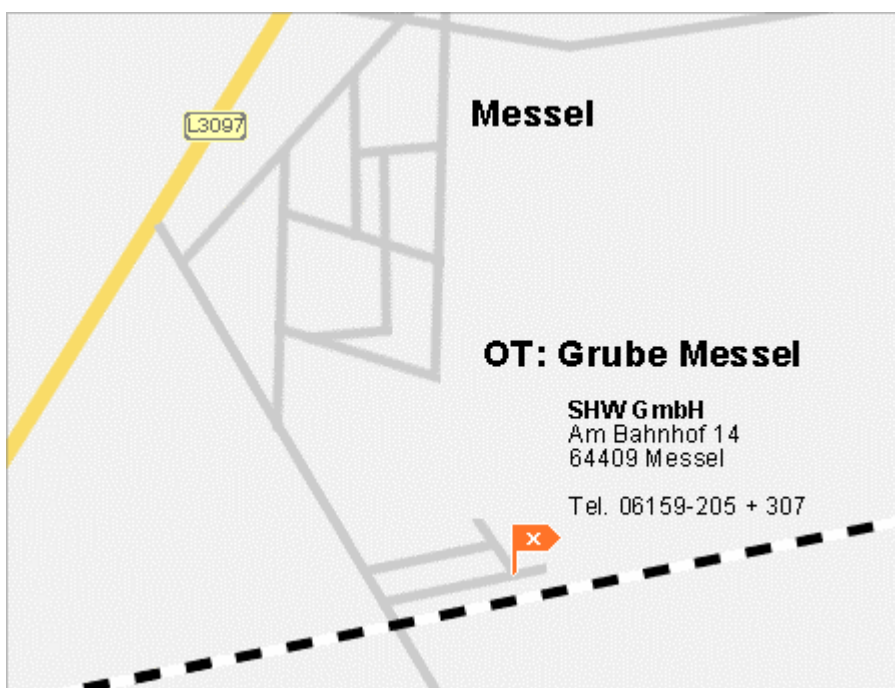 Messel
L3097
OT: Grube Messel
SHW GmbH
Am Bahnhof 14
64409 Messel
Tel. 06159-205 + 307
x